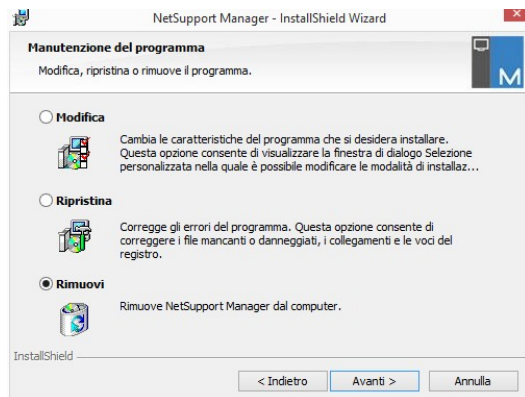 NetSupport Manager - InstallShield Wizard
Manutenzione del programma
Modifica, ripristina o rimuove il programma.
M
Modifica
Cambia le caratteristiche del programma che si desidera installare.
Questa opzione consente di visualizzare la finestra di dialogo Selezione
personalizzata nella quale è possibile modificare le modalità di installaz...
Ripristina
Corregge gli errori del programma. Questa opzione consente di
correggere i file mancanti o danneggiati, i collegamenti e le voci del
registro.
Rimuovi
Rimuove NetSupport Manager dal computer.
InstallShield
< Indietro
Avanti >
Annulla